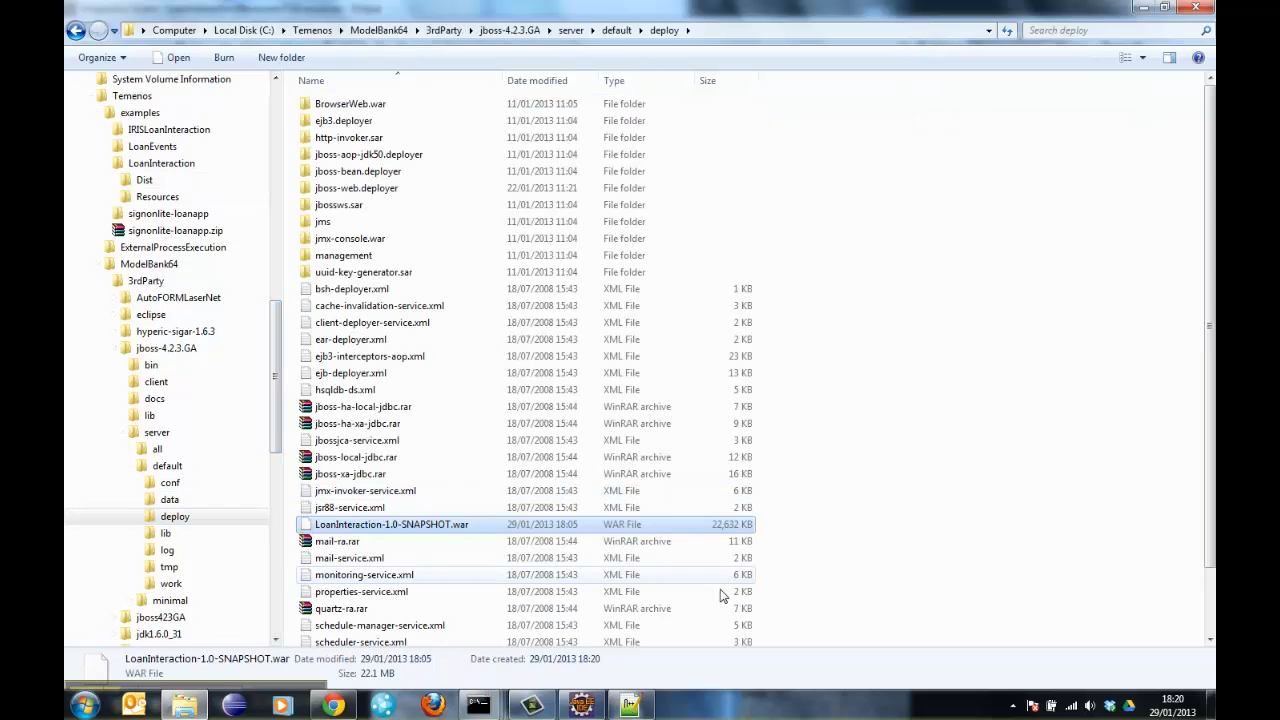 Computer ▸ Local Disk (C:) ▸ Temenos ▸ ModelBank64 ▸ 3rdParty ▸ jboss-4.2.3.GA ▸ server ▸ default ▸ deploy ▸
Search deploy
Organize
Open
Burn
New folder
System Volume Information
Temenos
examples
IRISLoanInteraction
LoanEvents
LoanInteraction
Dist
Resources
signonlite-loanapp
signonlite-loanapp.zip
ExternalProcessExecution
ModelBank64
3rdParty
AutoFORMLaserNet
eclipse
hyperic-sigar-1.6.3
jboss-4.2.3.GA
bin
client
docs
lib
server
all
default
conf
data
deploy
lib
log
tmp
work
minimal
jboss423GA
jdk1.6.0_31
Name Date modified Type Size
BrowserWeb.war 11/01/2013 11:05 File folder
ejb3.deployer 11/01/2013 11:04 File folder
http-invoker.sar 11/01/2013 11:04 File folder
jboss-aop-jdk50.deployer 11/01/2013 11:04 File folder
jboss-bean.deployer 11/01/2013 11:04 File folder
jboss-web.deployer 22/01/2013 11:21 File folder
jbossws.sar 11/01/2013 11:04 File folder
jms 11/01/2013 11:04 File folder
jmx-console.war 11/01/2013 11:04 File folder
management 11/01/2013 11:04 File folder
uuid-key-generator.sar 11/01/2013 11:04 File folder
bsh-deployer.xml 18/07/2008 15:43 XML File 1 KB
cache-invalidation-service.xml 18/07/2008 15:43 XML File 3 KB
client-deployer-service.xml 18/07/2008 15:43 XML File 2 KB
ear-deployer.xml 18/07/2008 15:43 XML File 2 KB
ejb3-interceptors-aop.xml 18/07/2008 15:43 XML File 23 KB
ejb-deployer.xml 18/07/2008 15:43 XML File 13 KB
hsqldb-ds.xml 18/07/2008 15:43 XML File 5 KB
jboss-ha-local-jdbc.rar 18/07/2008 15:44 WinRAR archive 7 KB
jboss-ha-xa-jdbc.rar 18/07/2008 15:44 WinRAR archive 9 KB
jbossjca-service.xml 18/07/2008 15:43 XML File 3 KB
jboss-local-jdbc.rar 18/07/2008 15:44 WinRAR archive 12 KB
jboss-xa-jdbc.rar 18/07/2008 15:44 WinRAR archive 16 KB
jmx-invoker-service.xml 18/07/2008 15:43 XML File 6 KB
jsr88-service.xml 18/07/2008 15:43 XML File 2 KB
LoanInteraction-1.0-SNAPSHOT.war 29/01/2013 18:05 WAR File 22,632 KB
mail-ra.rar 18/07/2008 15:44 WinRAR archive 11 KB
mail-service.xml 18/07/2008 15:43 XML File 2 KB
monitoring-service.xml 18/07/2008 15:43 XML File 6 KB
properties-service.xml 18/07/2008 15:43 XML File 2 KB
quartz-ra.rar 18/07/2008 15:44 WinRAR archive 7 KB
schedule-manager-service.xml 18/07/2008 15:43 XML File 5 KB
scheduler-service.xml 18/07/2008 15:43 XML File 3 KB
LoanInteraction-1.0-SNAPSHOT.war Date modified: 29/01/2013 18:05 Date created: 29/01/2013 18:20
WAR File Size: 22.1 MB
Java EE
IDE
18:20
29/01/2013